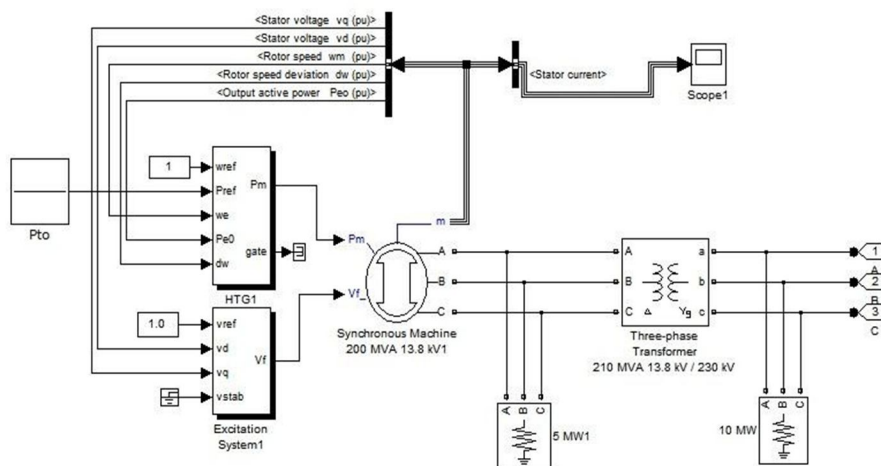 <Stator voltage vq (pu)>
<Stator voltage vd (pu)>
<Rotor speed wm (pu)>
<Rotor speed deviation dw (pu)>
<Output active power Peo (pu)>
<Stator current>
Scope1
Pto
1
wref
Pref
we
Pe0
dw
Pm
gate
HTG1
1.0
vref
vd
vq
vstab
Vf
Excitation
System1
m
Pm
Vf_
A
B
C
Synchronous Machine
200 MVA 13.8 kV1
A
B
C
a
b
c
Δ
Yg
Three-phase
Transformer
210 MVA 13.8 kV / 230 kV
1
A
2
B
3
C
A B C
5 MW1
A B C
10 MW